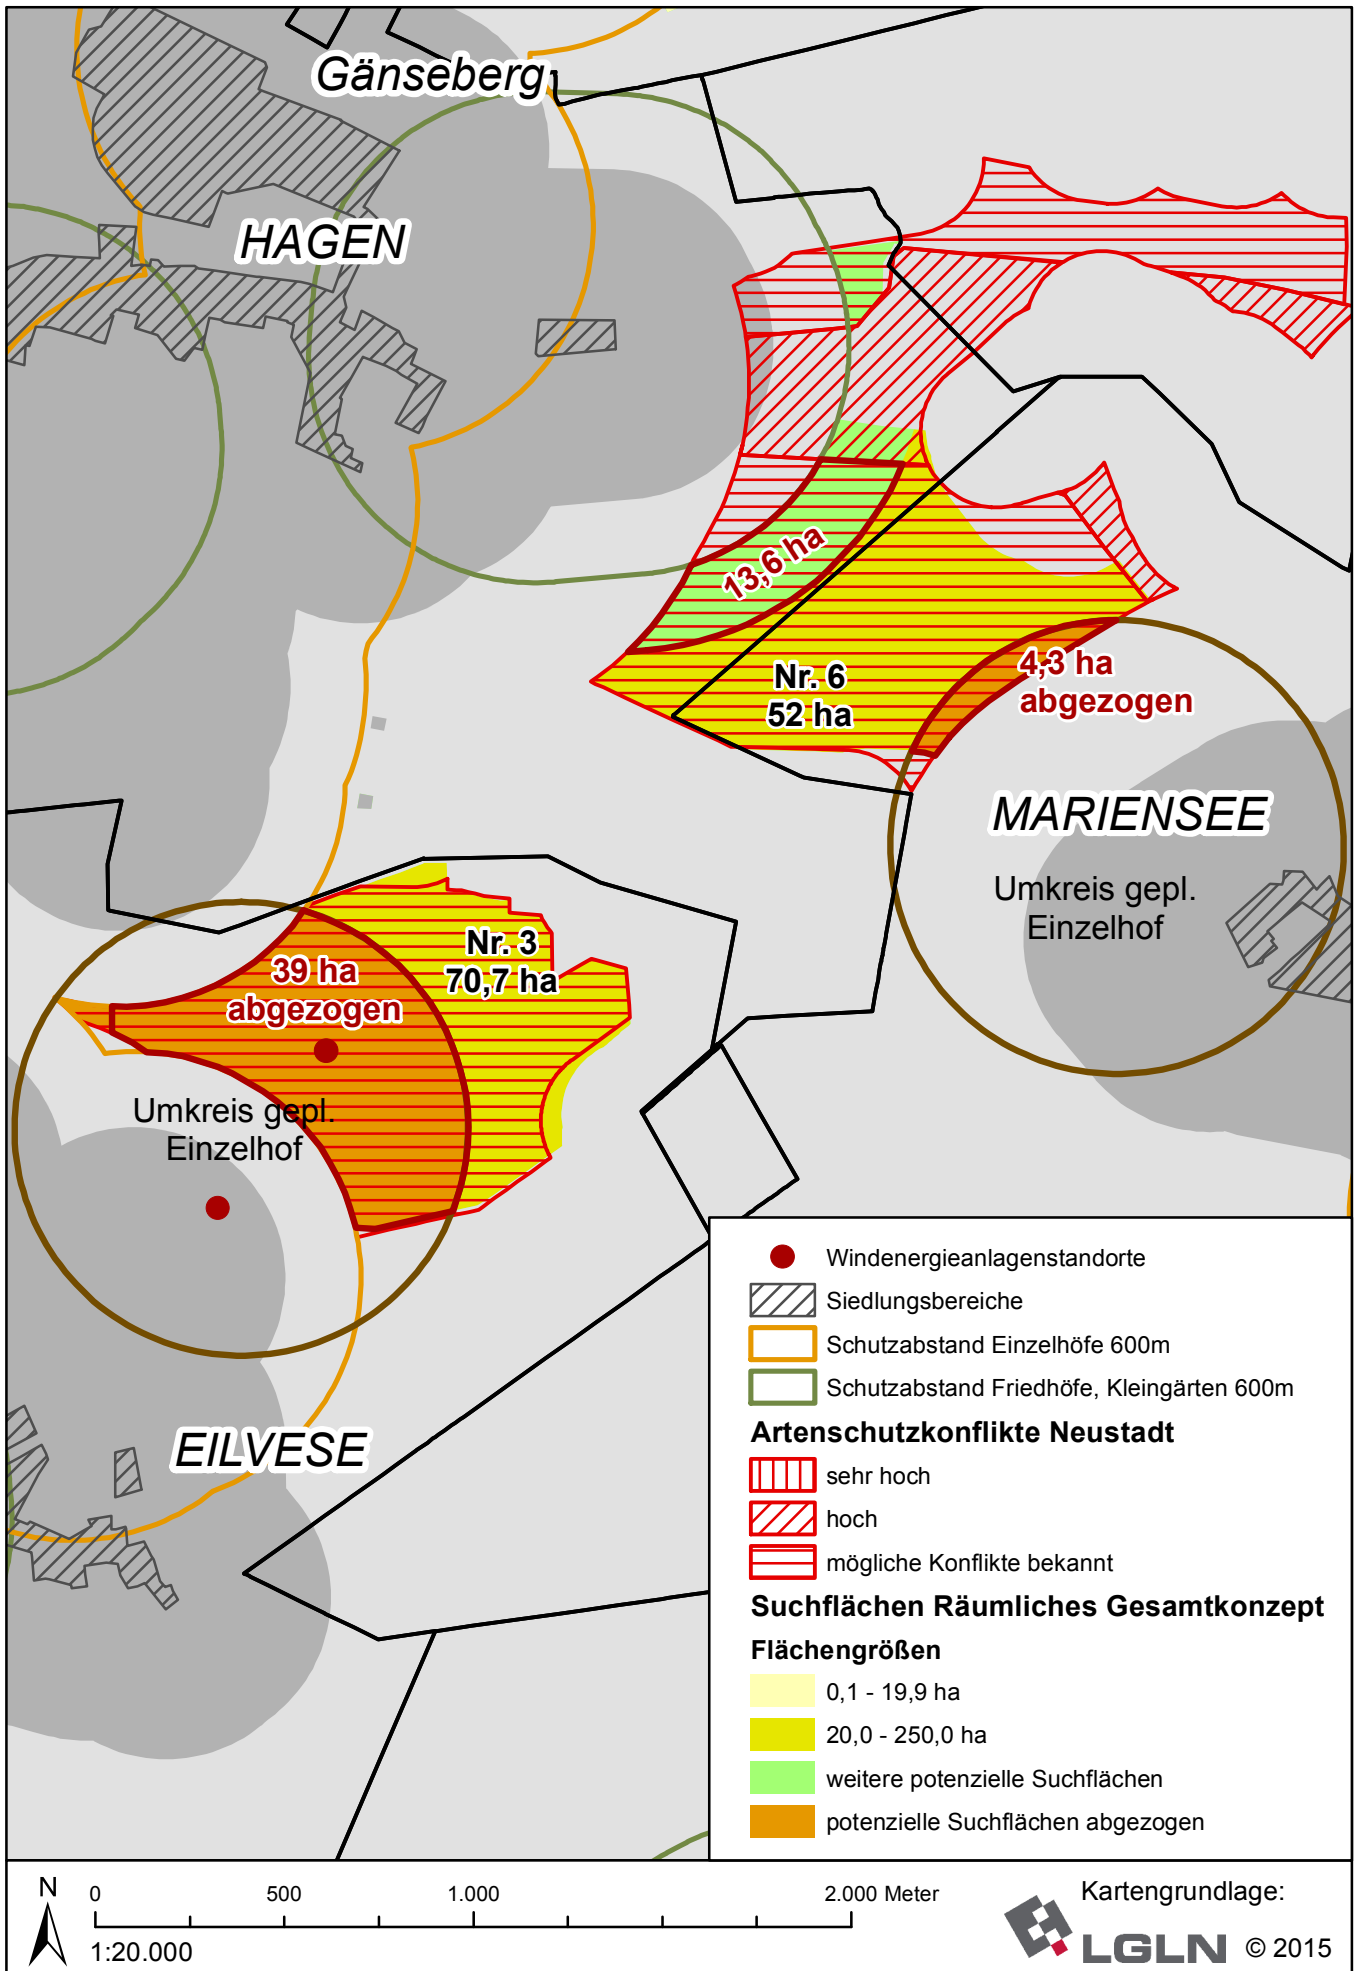 Gänseberg
HAGEN
13,6 ha
Nr. 6
52 ha
4,3 ha
abgezogen
MARIENSEE
Umkreis gepl.
Einzelhof
Nr. 3
70,7 ha
39 ha
abgezogen
Umkreis gepl.
Einzelhof
EILVESE
Windenergieanlagenstandorte
Siedlungsbereiche
Schutzabstand Einzelhöfe 600m
Schutzabstand Friedhöfe, Kleingärten 600m
Artenschutzkonflikte Neustadt
sehr hoch
hoch
mögliche Konflikte bekannt
Suchflächen Räumliches Gesamtkonzept
Flächengrößen
0,1 - 19,9 ha
20,0 - 250,0 ha
weitere potenzielle Suchflächen
potenzielle Suchflächen abgezogen
N
0 500 1.000 2.000 Meter
1:20.000
Kartengrundlage:
LGLN © 2015